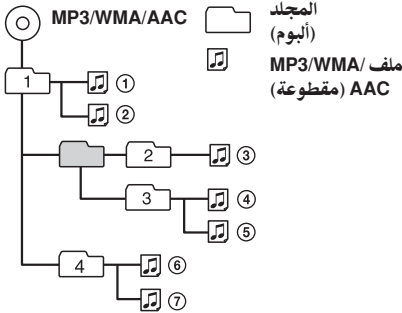 MP3/WMA/AAC
المجلد
(ألبوم)
ملف MP3/WMA/
AAC (مقطوعة)
1
①
②
2
③
3
④
⑤
4
⑥
⑦